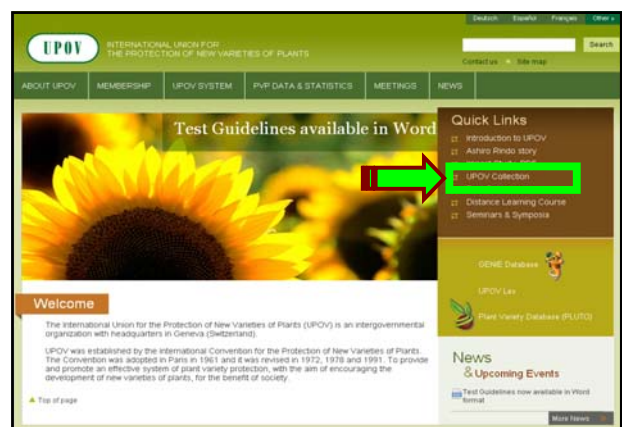 Deutsch Español Français Other
UPOV
INTERNATIONAL UNION FOR
THE PROTECTION OF NEW VARIETIES OF PLANTS
Search
Contact us Site map
ABOUT UPOV MEMBERSHIP UPOV SYSTEM PVP DATA & STATISTICS MEETINGS NEWS
Test Guidelines available in Word
Quick Links
Introduction to UPOV
Ashiro Rindo story
UPOV Collection
Distance Learning Course
Seminars & Symposia
GENIE Database
UPOV Lex
Plant Variety Database (PLUTO)
Welcome
The International Union for the Protection of New Varieties of Plants (UPOV) is an intergovernmental
organization with headquarters in Geneva (Switzerland).
UPOV was established by the International Convention for the Protection of New Varieties of Plants.
The Convention was adopted in Paris in 1961 and it was revised in 1972, 1978 and 1991. To provide
and promote an effective system of plant variety protection, with the aim of encouraging the
development of new varieties of plants, for the benefit of society.
Top of page
News
& Upcoming Events
Test Guidelines now available in Word
format
More News